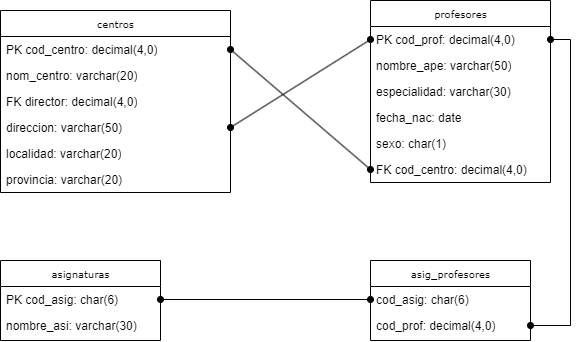 centros
PK cod_centro: decimal(4,0)
nom_centro: varchar(20)
FK director: decimal(4,0)
direccion: varchar(50)
localidad: varchar(20)
provincia: varchar(20)
profesores
PK cod_prof: decimal(4,0)
nombre_ape: varchar(50)
especialidad: varchar(30)
fecha_nac: date
sexo: char(1)
FK cod_centro: decimal(4,0)
asignaturas
PK cod_asig: char(6)
nombre_asi: varchar(30)
asig_profesores
cod_asig: char(6)
cod_prof: decimal(4,0)